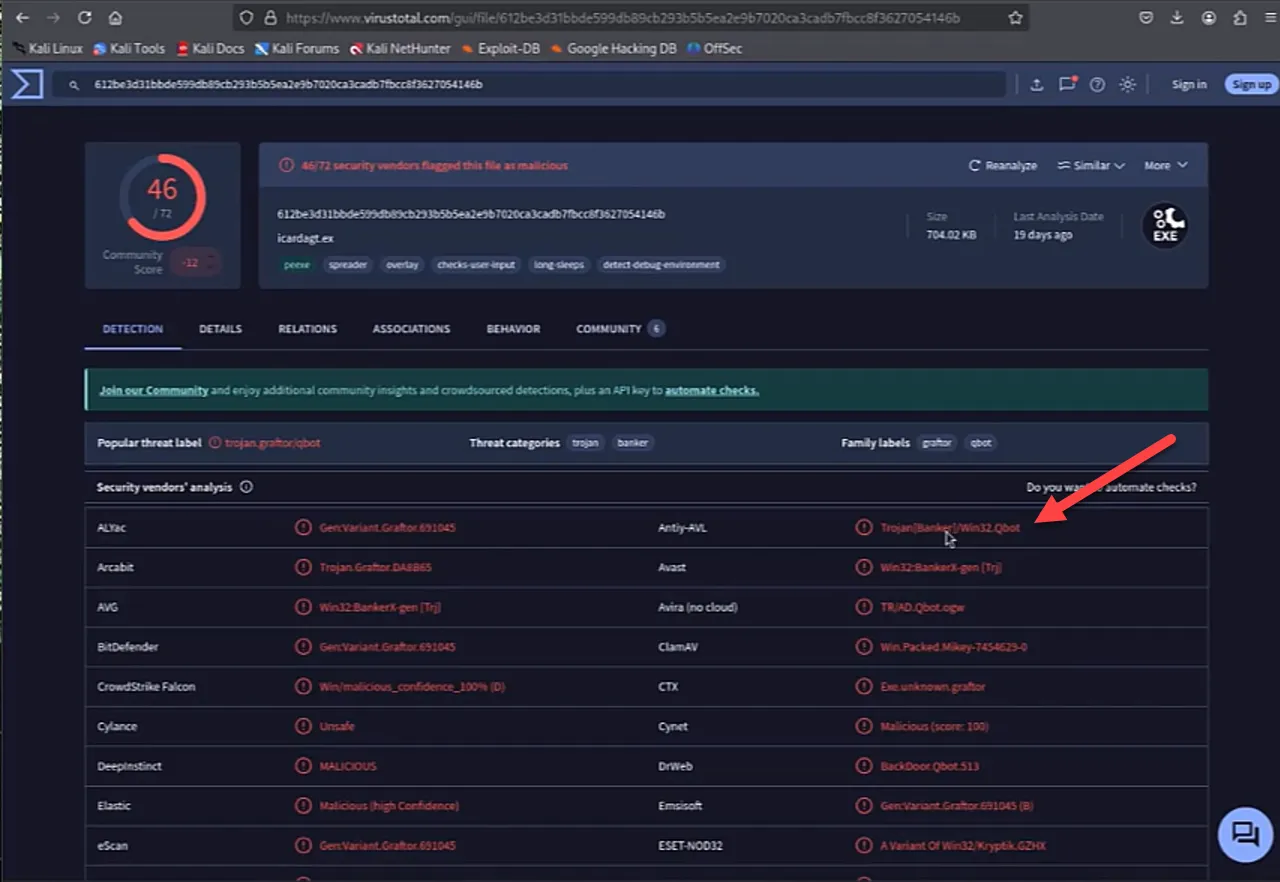 https://www.virustotal.com/gui/file/612be3d31bbde599db89cb293b5b5ea2e9b7020ca3cadb7fbcc8f3627054146b
Kali Linux Kali Tools Kali Docs Kali Forums Kali NetHunter Exploit-DB Google Hacking DB OffSec
612be3d31bbde599db89cb293b5b5ea2e9b7020ca3cadb7fbcc8f3627054146b Sign in Sign up
46
/ 72
Community
Score
-12
46/72 security vendors flagged this file as malicious Reanalyze Similar More
612be3d31bbde599db89cb293b5b5ea2e9b7020ca3cadb7fbcc8f3627054146b
icardagt.ex
peexe spreader overlay checks-user-input long-sleeps detect-debug-environment
Size
704.02 KB
Last Analysis Date
19 days ago
EXE
DETECTION DETAILS RELATIONS ASSOCIATIONS BEHAVIOR COMMUNITY 6
Join our Community and enjoy additional community insights and crowdsourced detections, plus an API key to automate checks.
Popular threat label trojan.graftor/qbot Threat categories trojan banker Family labels graftor qbot
Security vendors' analysis Do you want automate checks?
ALYac Gen:Variant.Graftor.691045 Antiy-AVL Trojan[Banker]/Win32.Qbot
Arcabit Trojan.Graftor.DA8B65 Avast Win32:BankerX-gen [Trj]
AVG Win32:BankerX-gen [Trj] Avira (no cloud) TR/AD.Qbot.ogw
BitDefender Gen:Variant.Graftor.691045 ClamAV Win.Packed.Mikey-7454629-0
CrowdStrike Falcon Win/malicious_confidence_100% (D) CTX Exe.unknown.graftor
Cylance Unsafe Cynet Malicious (score: 100)
DeepInstinct MALICIOUS DrWeb BackDoor.Qbot.513
Elastic Malicious (high Confidence) Emsisoft Gen:Variant.Graftor.691045 (B)
eScan Gen:Variant.Graftor.691045 ESET-NOD32 A Variant Of Win32/Kryptik.GZHX